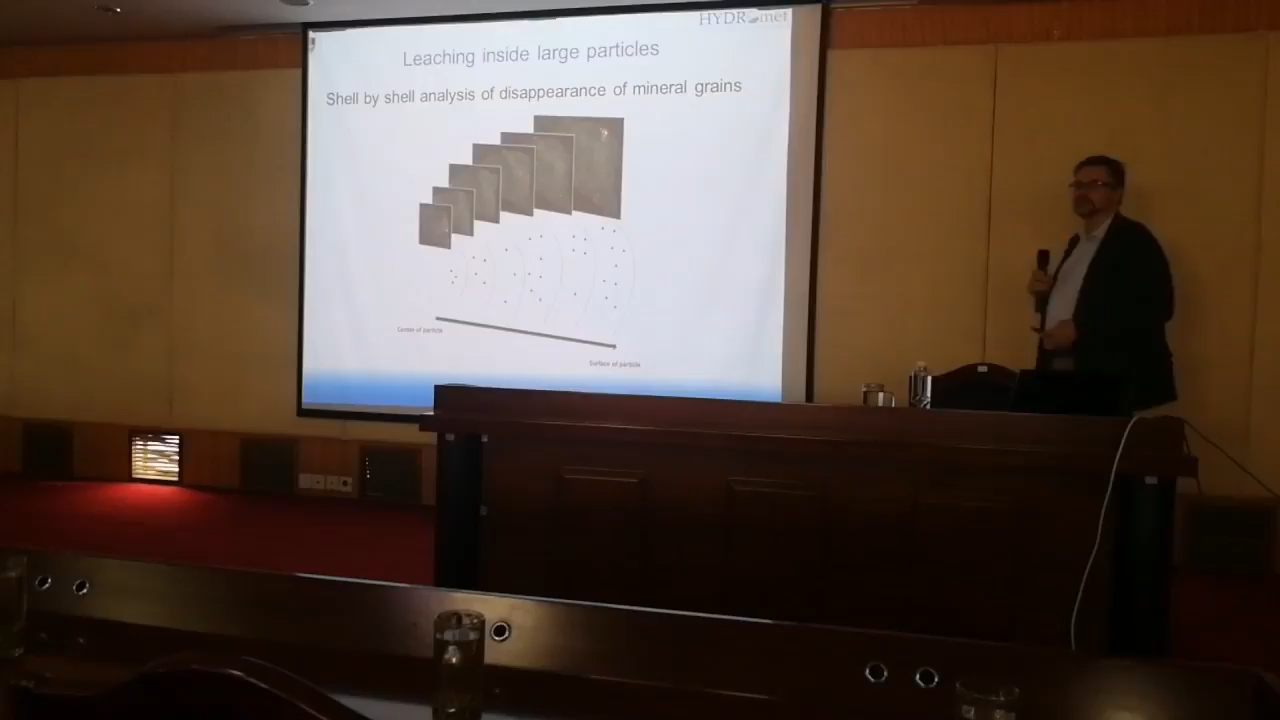 HYDROmet
Leaching inside large particles
Shell by shell analysis of disappearance of mineral grains
Center of particle
Surface of particle